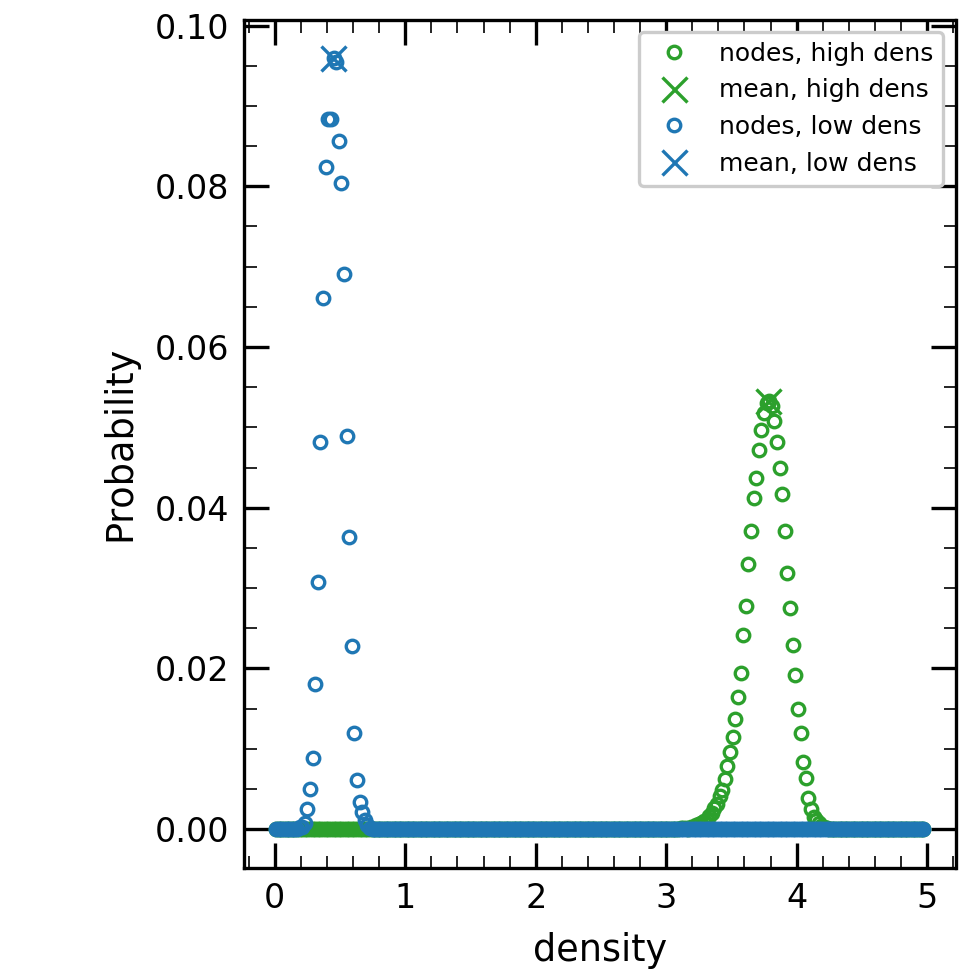 0.10
0.08
0.06
0.04
0.02
0.00
Probability
0 1 2 3 4 5
density
nodes, high dens
mean, high dens
nodes, low dens
mean, low dens